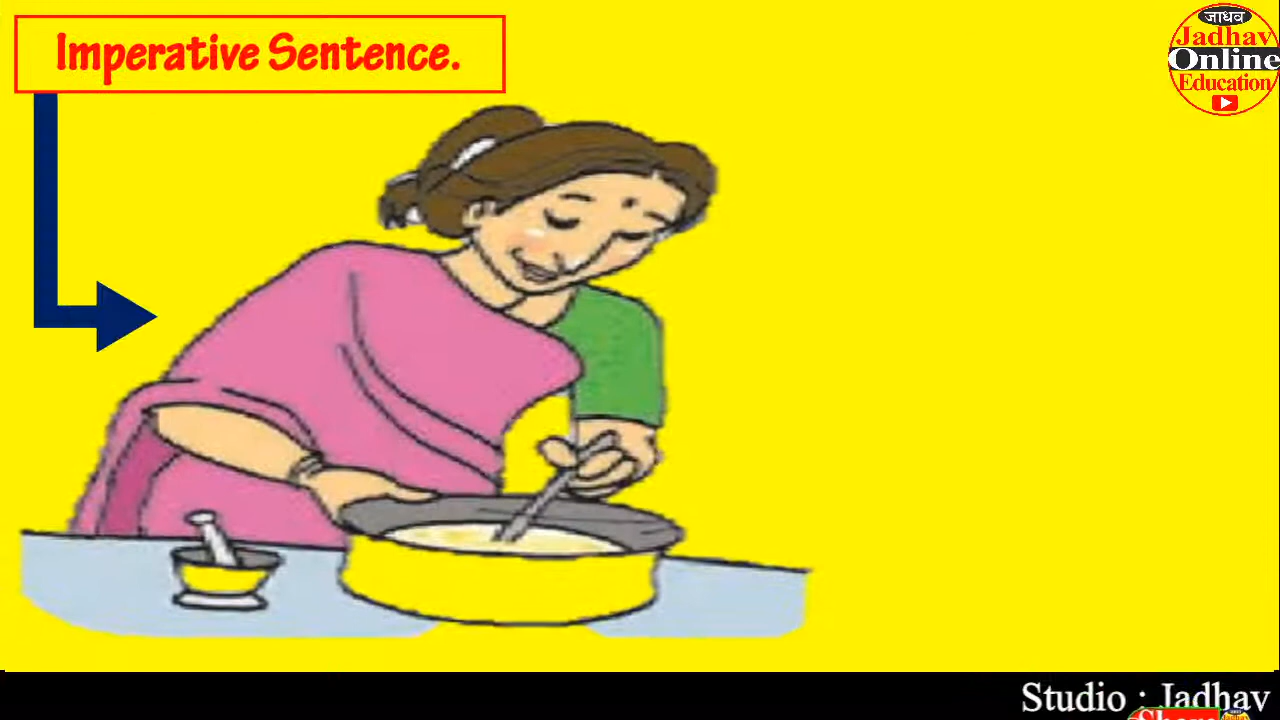 Imperative Sentence.
जाधव
Jadhav
Online
Education
Studio : Jadhav